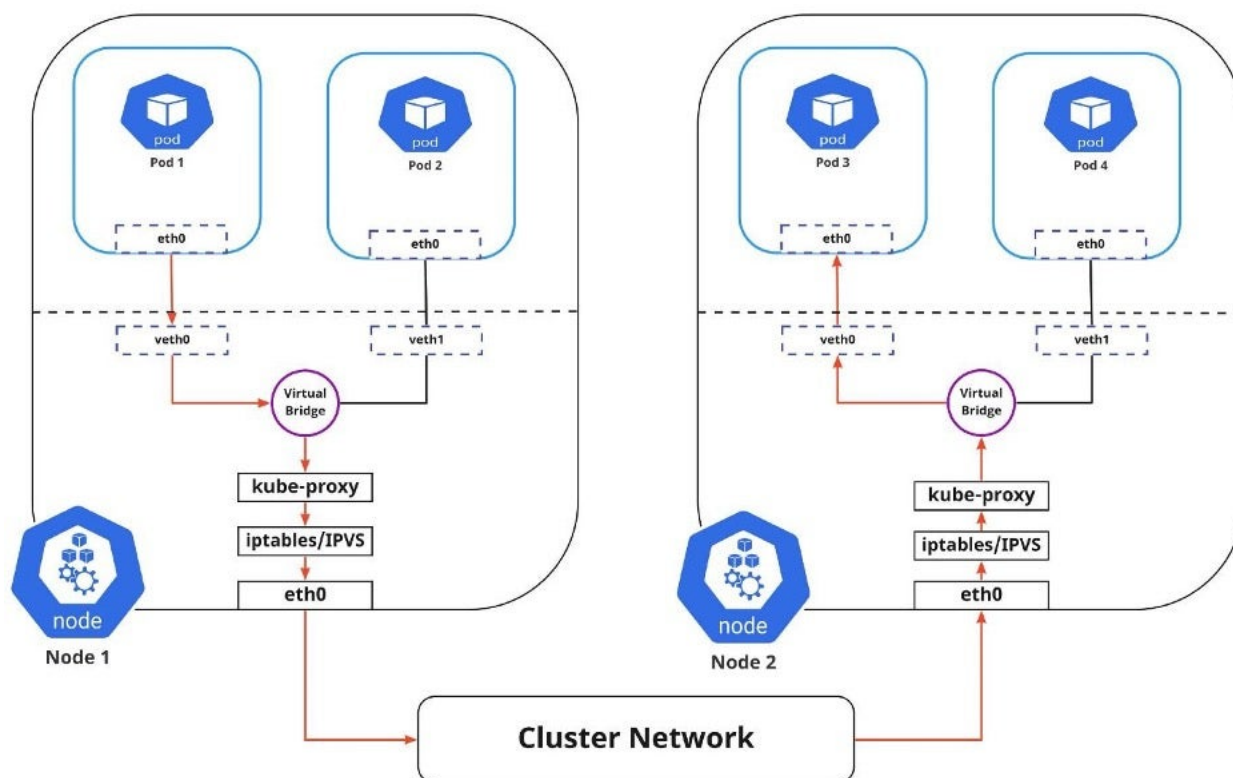 pod
Pod 1
eth0
pod
Pod 2
eth0
veth0
veth1
Virtual
Bridge
kube-proxy
iptables/IPVS
eth0
node
Node 1
pod
Pod 3
eth0
pod
Pod 4
eth0
veth0
veth1
Virtual
Bridge
kube-proxy
iptables/IPVS
eth0
node
Node 2
Cluster Network